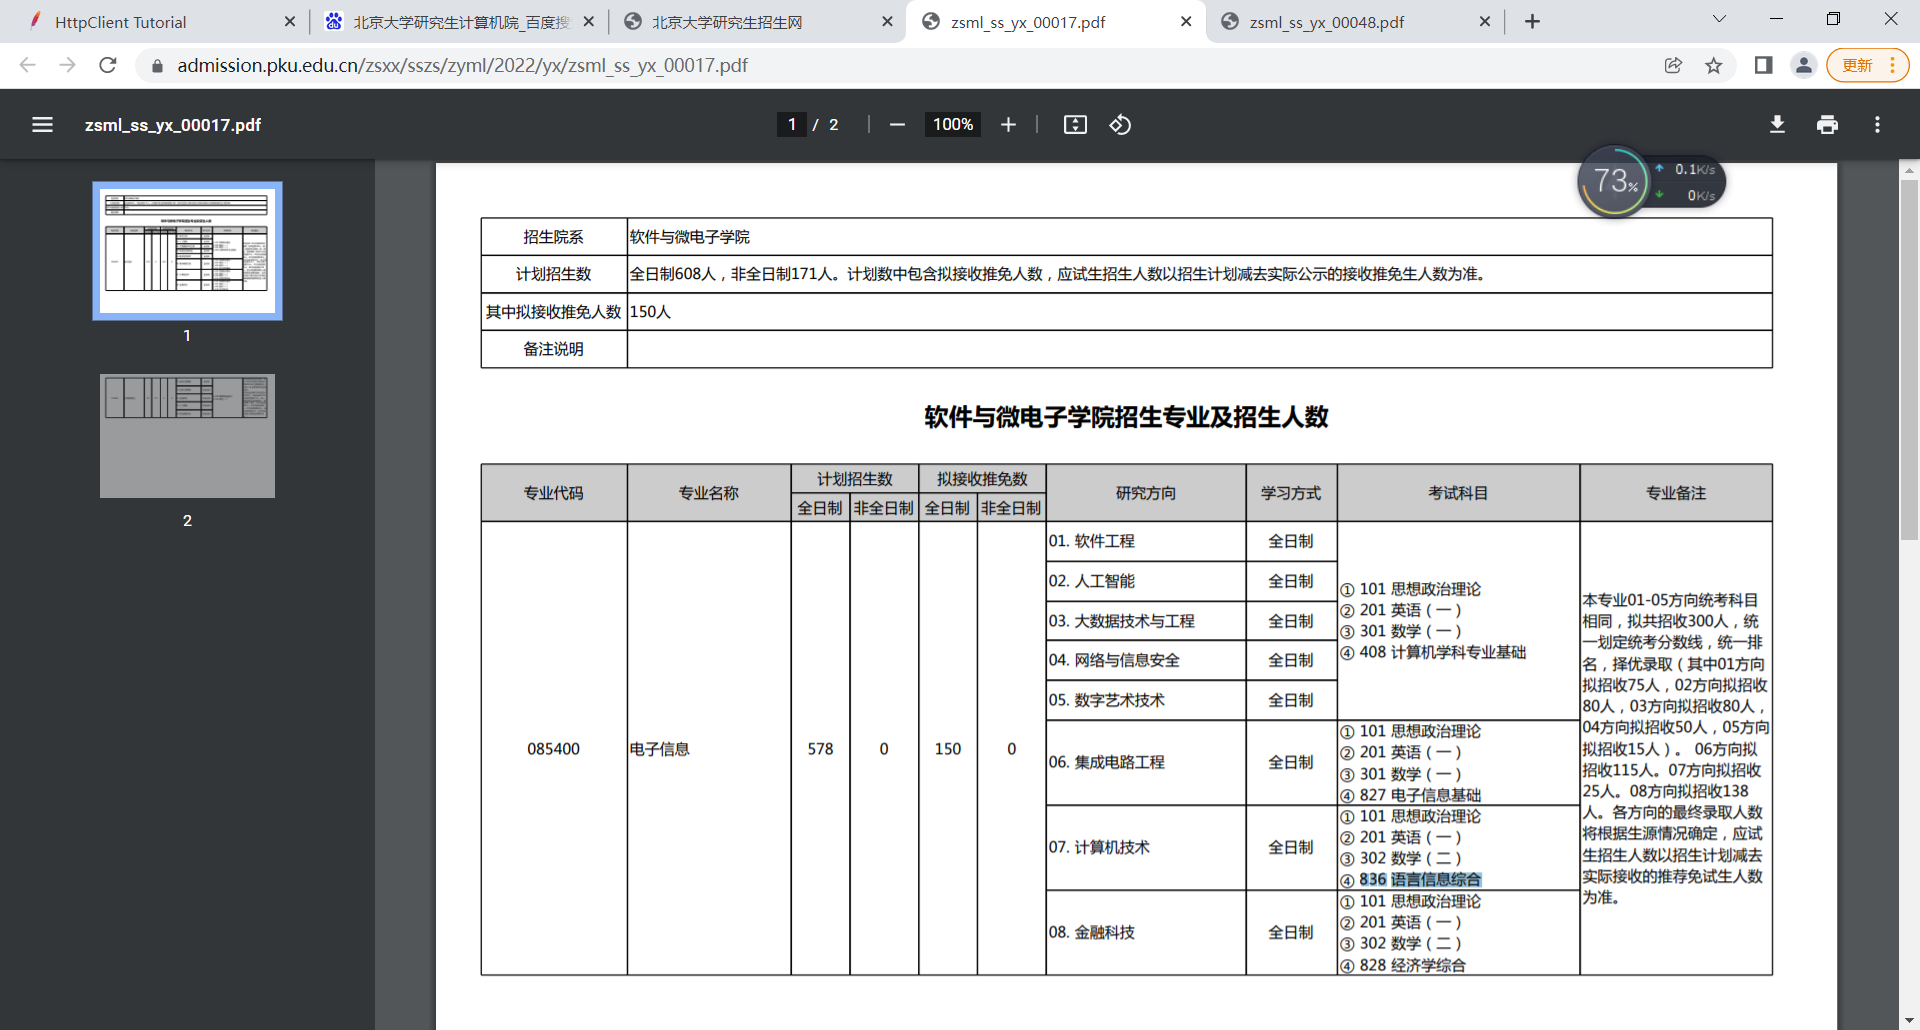 HttpClient Tutorial
北京大学研究生计算机院_百度搜
北京大学研究生招生网
zsml_ss_yx_00017.pdf
zsml_ss_yx_00048.pdf
admission.pku.edu.cn/zsxx/sszs/zyml/2022/yx/zsml_ss_yx_00017.pdf
更新
zsml_ss_yx_00017.pdf
1 / 2
100%
73%
0.1K/s
0K/s
1
2
招生院系 软件与微电子学院
计划招生数 全日制608人，非全日制171人。计划数中包含拟接收推免人数，应试生招生人数以招生计划减去实际公示的接收推免生人数为准。
其中拟接收推免人数 150人
备注说明
软件与微电子学院招生专业及招生人数
专业代码 专业名称 计划招生数 拟接收推免数 研究方向 学习方式 考试科目 专业备注
全日制 非全日制 全日制 非全日制
085400 电子信息 578 0 150 0
01. 软件工程 全日制
02. 人工智能 全日制
03. 大数据技术与工程 全日制
04. 网络与信息安全 全日制
05. 数字艺术技术 全日制
① 101 思想政治理论
② 201 英语（一）
③ 301 数学（一）
④ 408 计算机学科专业基础
06. 集成电路工程 全日制
① 101 思想政治理论
② 201 英语（一）
③ 301 数学（一）
④ 827 电子信息基础
07. 计算机技术 全日制
① 101 思想政治理论
② 201 英语（一）
③ 302 数学（二）
④ 836 语言信息综合
08. 金融科技 全日制
① 101 思想政治理论
② 201 英语（一）
③ 302 数学（二）
④ 828 经济学综合
本专业01-05方向统考科目
相同，拟共招收300人，统
一划定统考分数线，统一排
名，择优录取（其中01方向
拟招收75人，02方向拟招收
80人，03方向拟招收80人，
04方向拟招收50人，05方向
拟招收15人）。 06方向拟
招收115人。07方向拟招收
25人。08方向拟招收138
人。各方向的最终录取人数
将根据生源情况确定，应试
生招生人数以招生计划减去
实际接收的推荐免试生人数
为准。